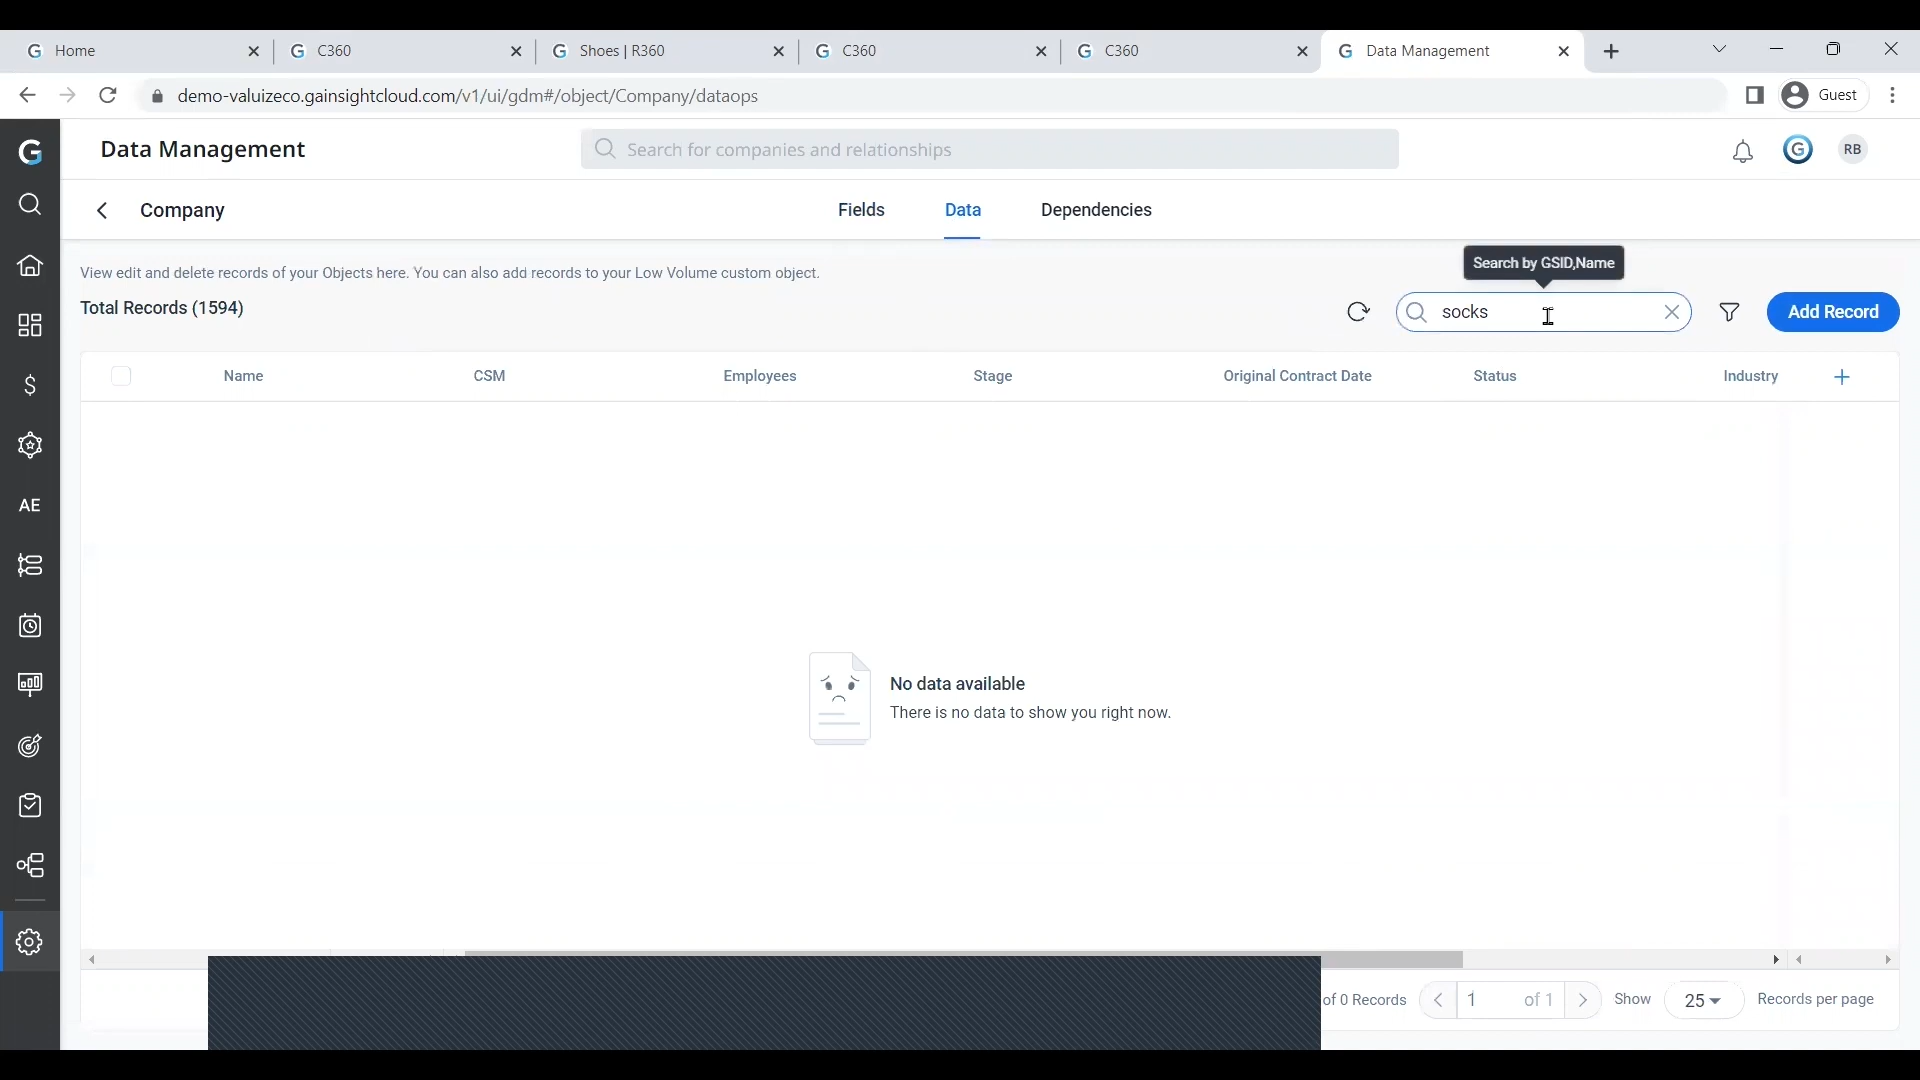 Home
C360
Shoes | R360
C360
C360
Data Management
demo-valuizeco.gainsightcloud.com/v1/ui/gdm#/object/Company/dataops
Guest
Data Management
Search for companies and relationships
RB
Company
Fields
Data
Dependencies
Search by GSID,Name
View edit and delete records of your Objects here. You can also add records to your Low Volume custom object.
Total Records (1594)
socks
Add Record
Name
CSM
Employees
Stage
Original Contract Date
Status
Industry
AE
No data available
There is no data to show you right now.
of 0 Records
1 of 1
Show
25
Records per page